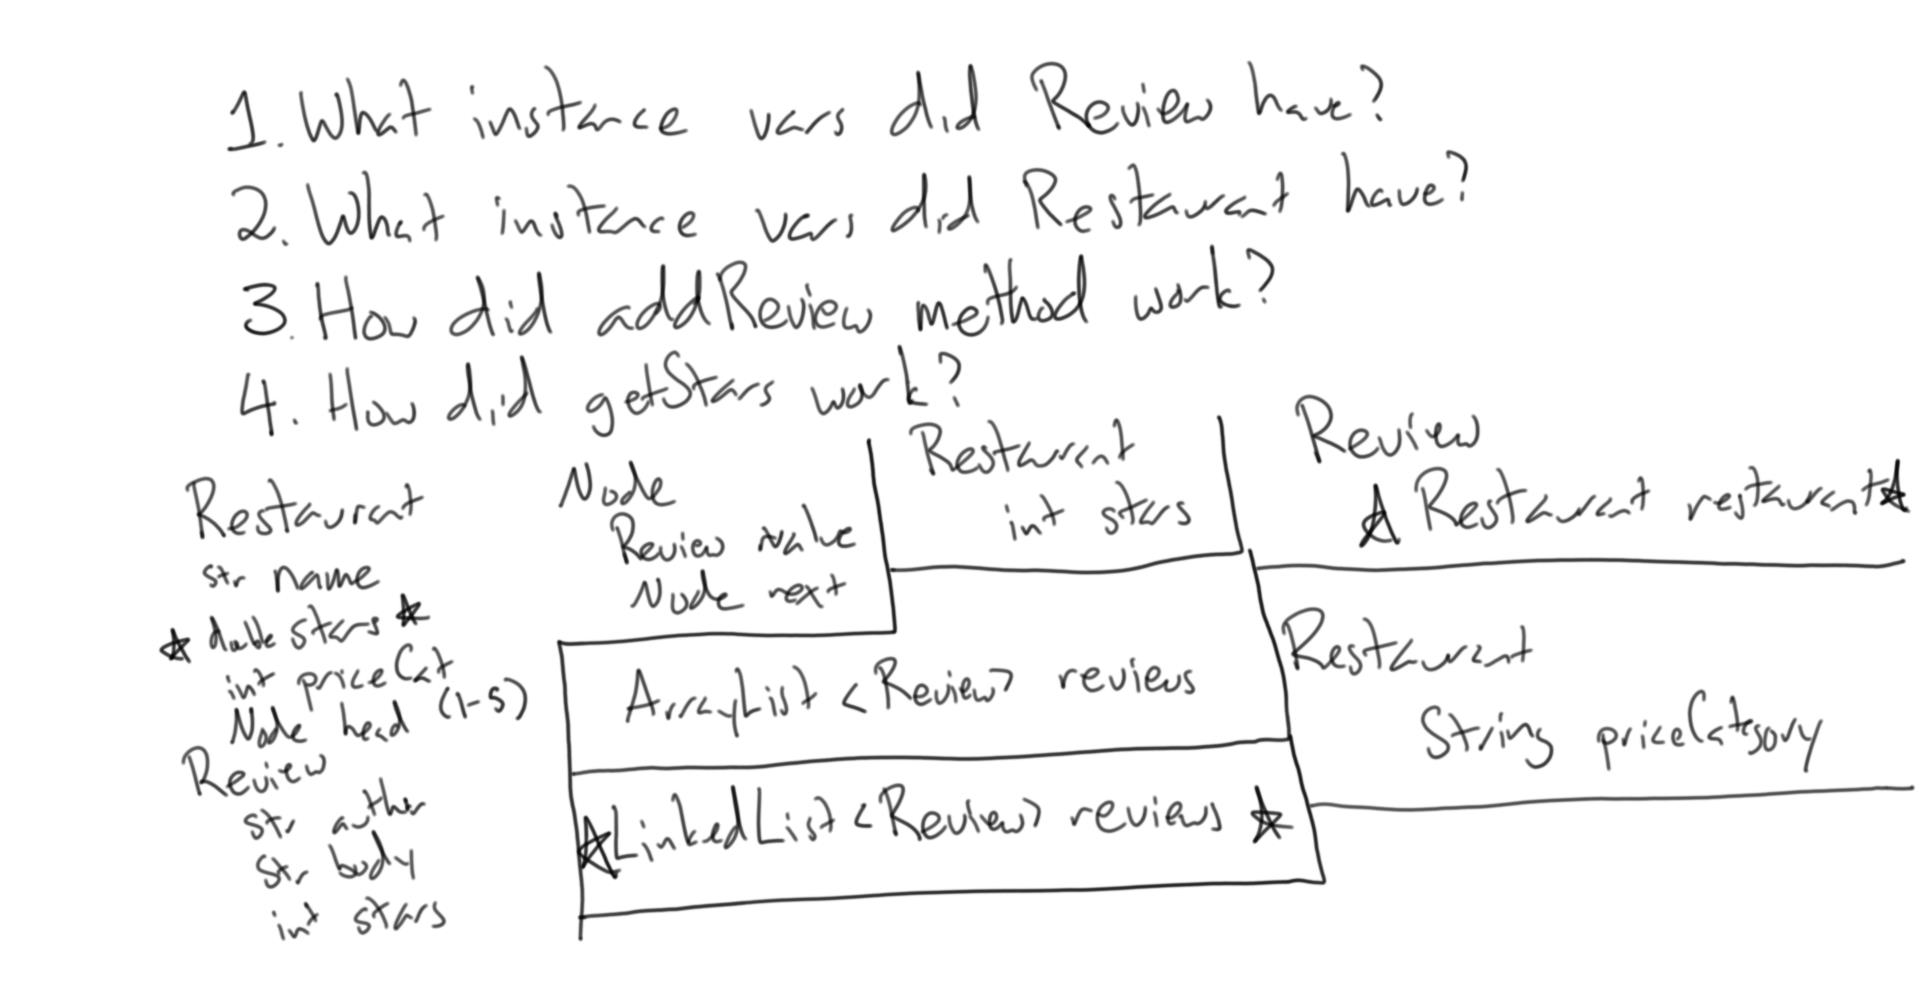 1. What instance vars did Review have?
2. What instance vars did Restaurant have?
3. How did addReview method work?
4. How did getStars work?
Restaurant
str name
★ double stars ★
int priceCat
(1-5)
Node head
Review
str author
str body
int stars
Node
Review value
Node next
Restaurant
int stars
Review
★ Restaurant restaurant ★
ArrayList <Review> reviews
★ LinkedList <Review> reviews ★
Restaurant
String priceCategory